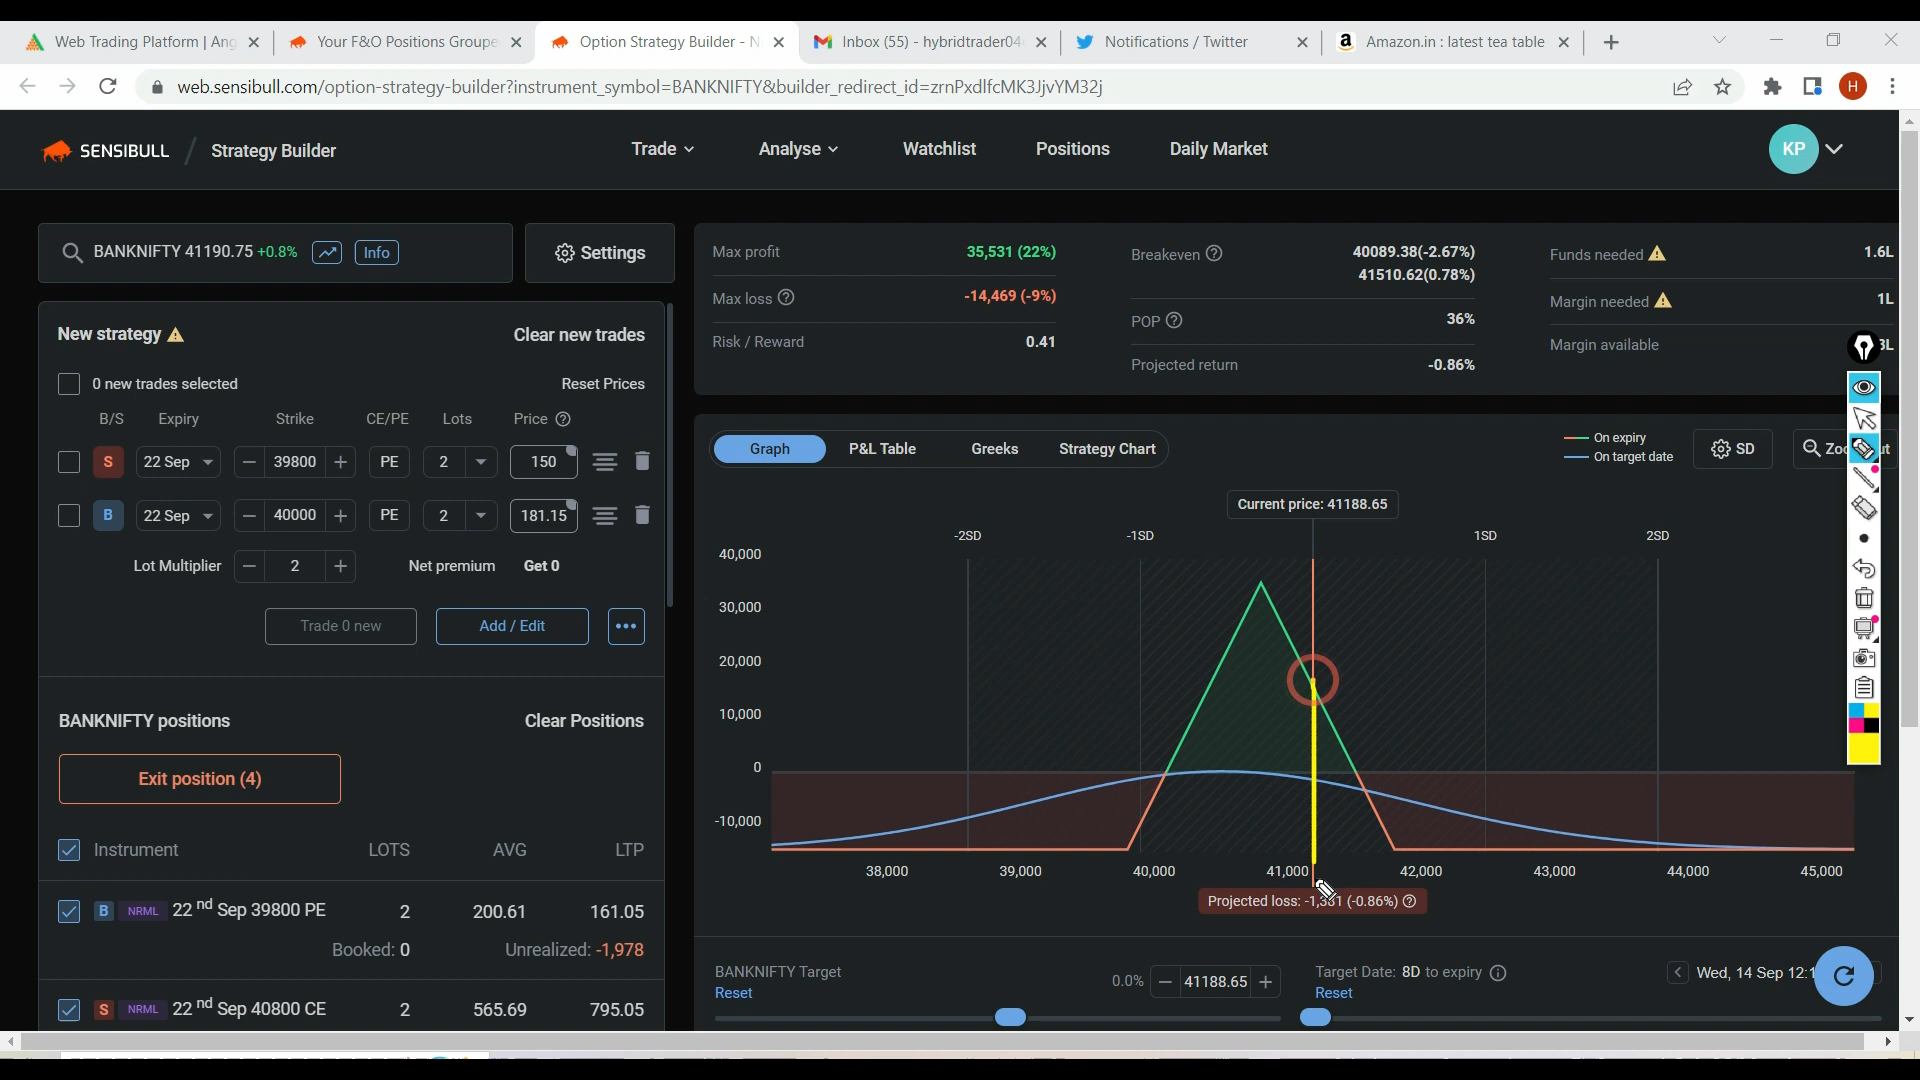 Web Trading Platform | Ang
Your F&O Positions Groupe
Option Strategy Builder - N
Inbox (55) - hybridtrader04
Notifications / Twitter
Amazon.in : latest tea table
web.sensibull.com/option-strategy-builder?instrument_symbol=BANKNIFTY&builder_redirect_id=zrnPxdlfcMK3JjvYM32j
H
SENSIBULL / Strategy Builder
Trade
Analyse
Watchlist
Positions
Daily Market
KP
BANKNIFTY 41190.75 +0.8%
Info
Settings
Max profit 35,531 (22%)
Max loss -14,469 (-9%)
Risk / Reward 0.41
Breakeven 40089.38(-2.67%)
41510.62(0.78%)
POP 36%
Projected return -0.86%
Funds needed 1.6L
Margin needed 1L
Margin available
New strategy
Clear new trades
0 new trades selected
Reset Prices
B/S Expiry Strike CE/PE Lots Price
S 22 Sep 39800 PE 2 150
B 22 Sep 40000 PE 2 181.15
Lot Multiplier 2 Net premium Get 0
Trade 0 new
Add / Edit
BANKNIFTY positions
Clear Positions
Exit position (4)
Instrument LOTS AVG LTP
B NRML 22nd Sep 39800 PE 2 200.61 161.05
Booked: 0 Unrealized: -1,978
S NRML 22nd Sep 40800 CE 2 565.69 795.05
Graph
P&L Table
Greeks
Strategy Chart
On expiry
On target date
SD
Current price: 41188.65
-2SD -1SD 1SD 2SD
40,000
30,000
20,000
10,000
0
-10,000
38,000 39,000 40,000 41,000 42,000 43,000 44,000 45,000
Projected loss: (-0.86%)
BANKNIFTY Target
Reset
0.0% 41188.65
Target Date: 8D to expiry
Reset
Wed, 14 Sep 12:1